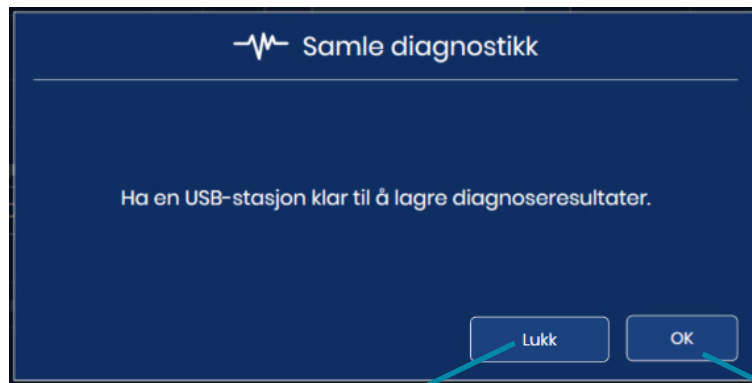 Samle diagnostikk
Ha en USB-stasjon klar til å lagre diagnoseresultater.
Lukk
OK